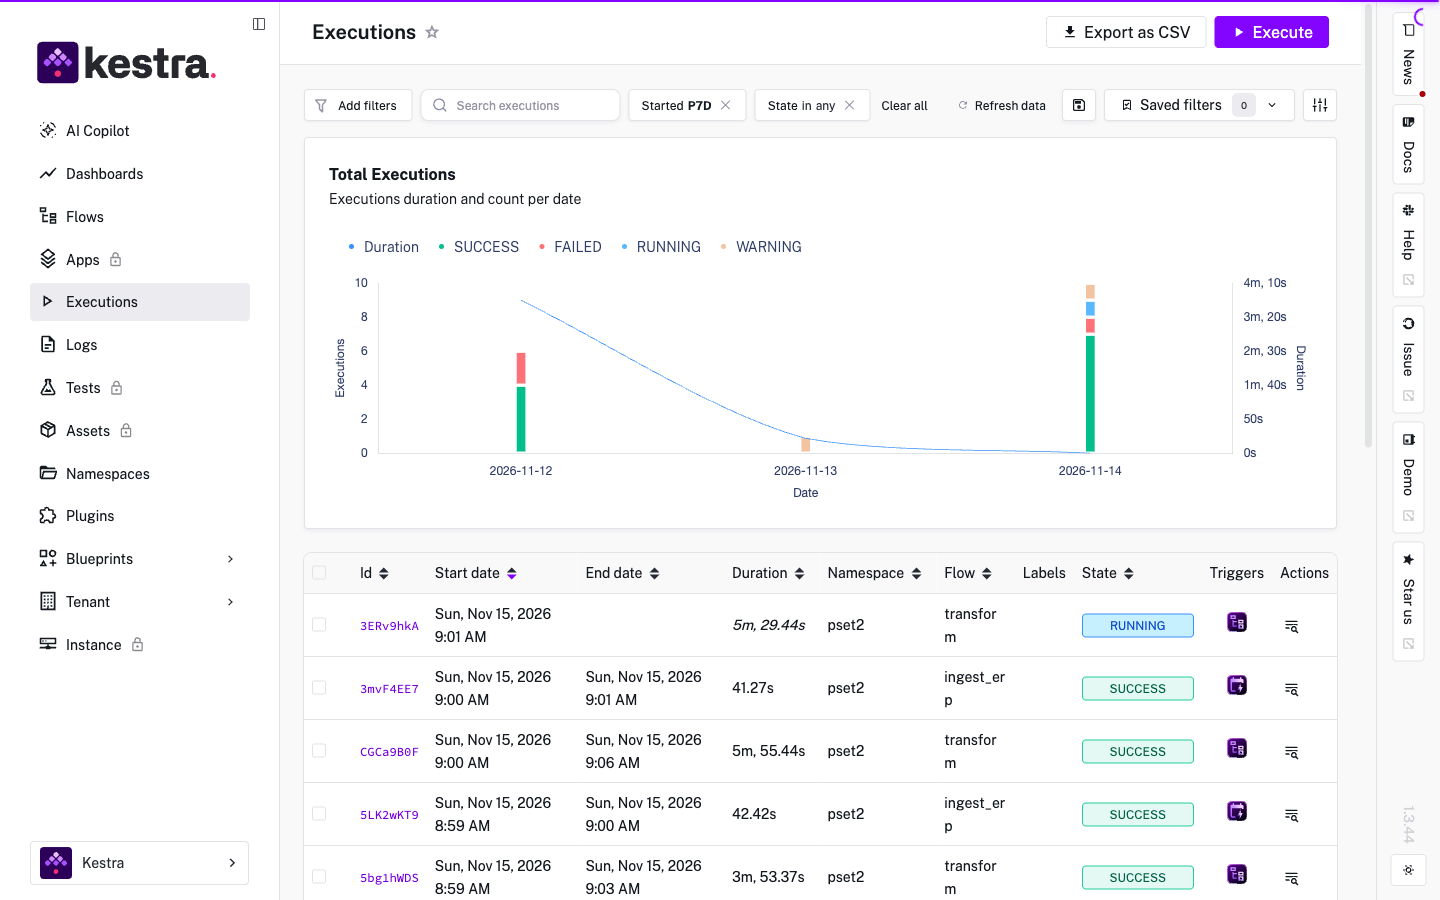 kestra.
AI Copilot
Dashboards
Flows
Apps
Executions
Logs
Tests
Assets
Namespaces
Plugins
Blueprints
Tenant
Instance
Kestra
Executions
Export as CSV
Execute
Add filters
Search executions
Started P7D
State in any
Clear all
Refresh data
Saved filters 0
Total Executions
Executions duration and count per date
Duration SUCCESS FAILED RUNNING WARNING
10
8
6
4
2
0
Executions
4m, 10s
3m, 20s
2m, 30s
1m, 40s
50s
0s
Duration
2026-11-12 2026-11-13 2026-11-14
Date
Id Start date End date Duration Namespace Flow Labels State Triggers Actions
3ERv9hkA Sun, Nov 15, 2026 9:01 AM 5m, 29.44s pset2 transform RUNNING
3mvF4EE7 Sun, Nov 15, 2026 9:00 AM Sun, Nov 15, 2026 9:01 AM 41.27s pset2 ingest_erp SUCCESS
CGCa9B0F Sun, Nov 15, 2026 9:00 AM Sun, Nov 15, 2026 9:06 AM 5m, 55.44s pset2 transform SUCCESS
5LK2wKT9 Sun, Nov 15, 2026 8:59 AM Sun, Nov 15, 2026 9:00 AM 42.42s pset2 ingest_erp SUCCESS
5bg1hWDS Sun, Nov 15, 2026 8:59 AM Sun, Nov 15, 2026 9:03 AM 3m, 53.37s pset2 transform SUCCESS
News
Docs
Help
Issue
Demo
Star us
1.3.44